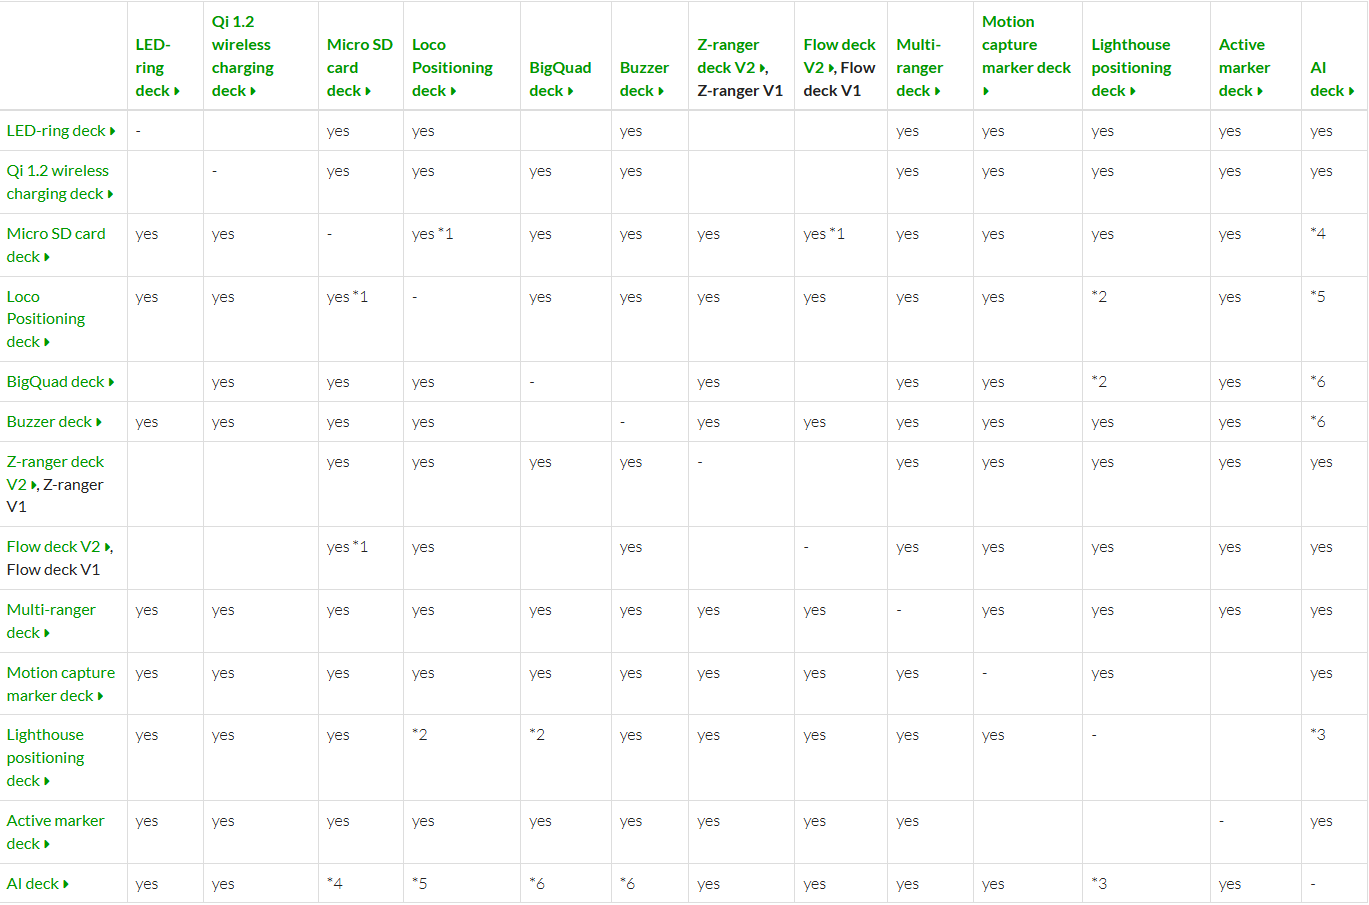 LED-
ring
deck
Qi 1.2
wireless
charging
deck
Micro SD
card
deck
Loco
Positioning
deck
BigQuad
deck
Buzzer
deck
Z-ranger
deck V2 ,
Z-ranger V1
Flow deck
V2 , Flow
deck V1
Multi-
ranger
deck
Motion
capture
marker deck
Lighthouse
positioning
deck
Active
marker
deck
AI
deck
LED-ring deck - yes yes yes yes yes yes yes yes
Qi 1.2 wireless
charging deck
- yes yes yes yes yes yes yes yes yes
Micro SD card
deck
yes yes - yes *1 yes yes yes yes *1 yes yes yes yes *4
Loco
Positioning
deck
yes yes yes *1 - yes yes yes yes yes yes *2 yes *5
BigQuad deck yes yes yes - yes yes yes *2 yes *6
Buzzer deck yes yes yes yes - yes yes yes yes yes yes *6
Z-ranger deck
V2 , Z-ranger
V1
yes yes yes yes - yes yes yes yes yes
Flow deck V2 ,
Flow deck V1
yes *1 yes yes - yes yes yes yes yes
Multi-ranger
deck
yes yes yes yes yes yes yes yes - yes yes yes yes
Motion capture
marker deck
yes yes yes yes yes yes yes yes yes - yes yes
Lighthouse
positioning
deck
yes yes yes *2 *2 yes yes yes yes yes - *3
Active marker
deck
yes yes yes yes yes yes yes yes yes - yes
AI deck yes yes *4 *5 *6 *6 yes yes yes yes *3 yes -